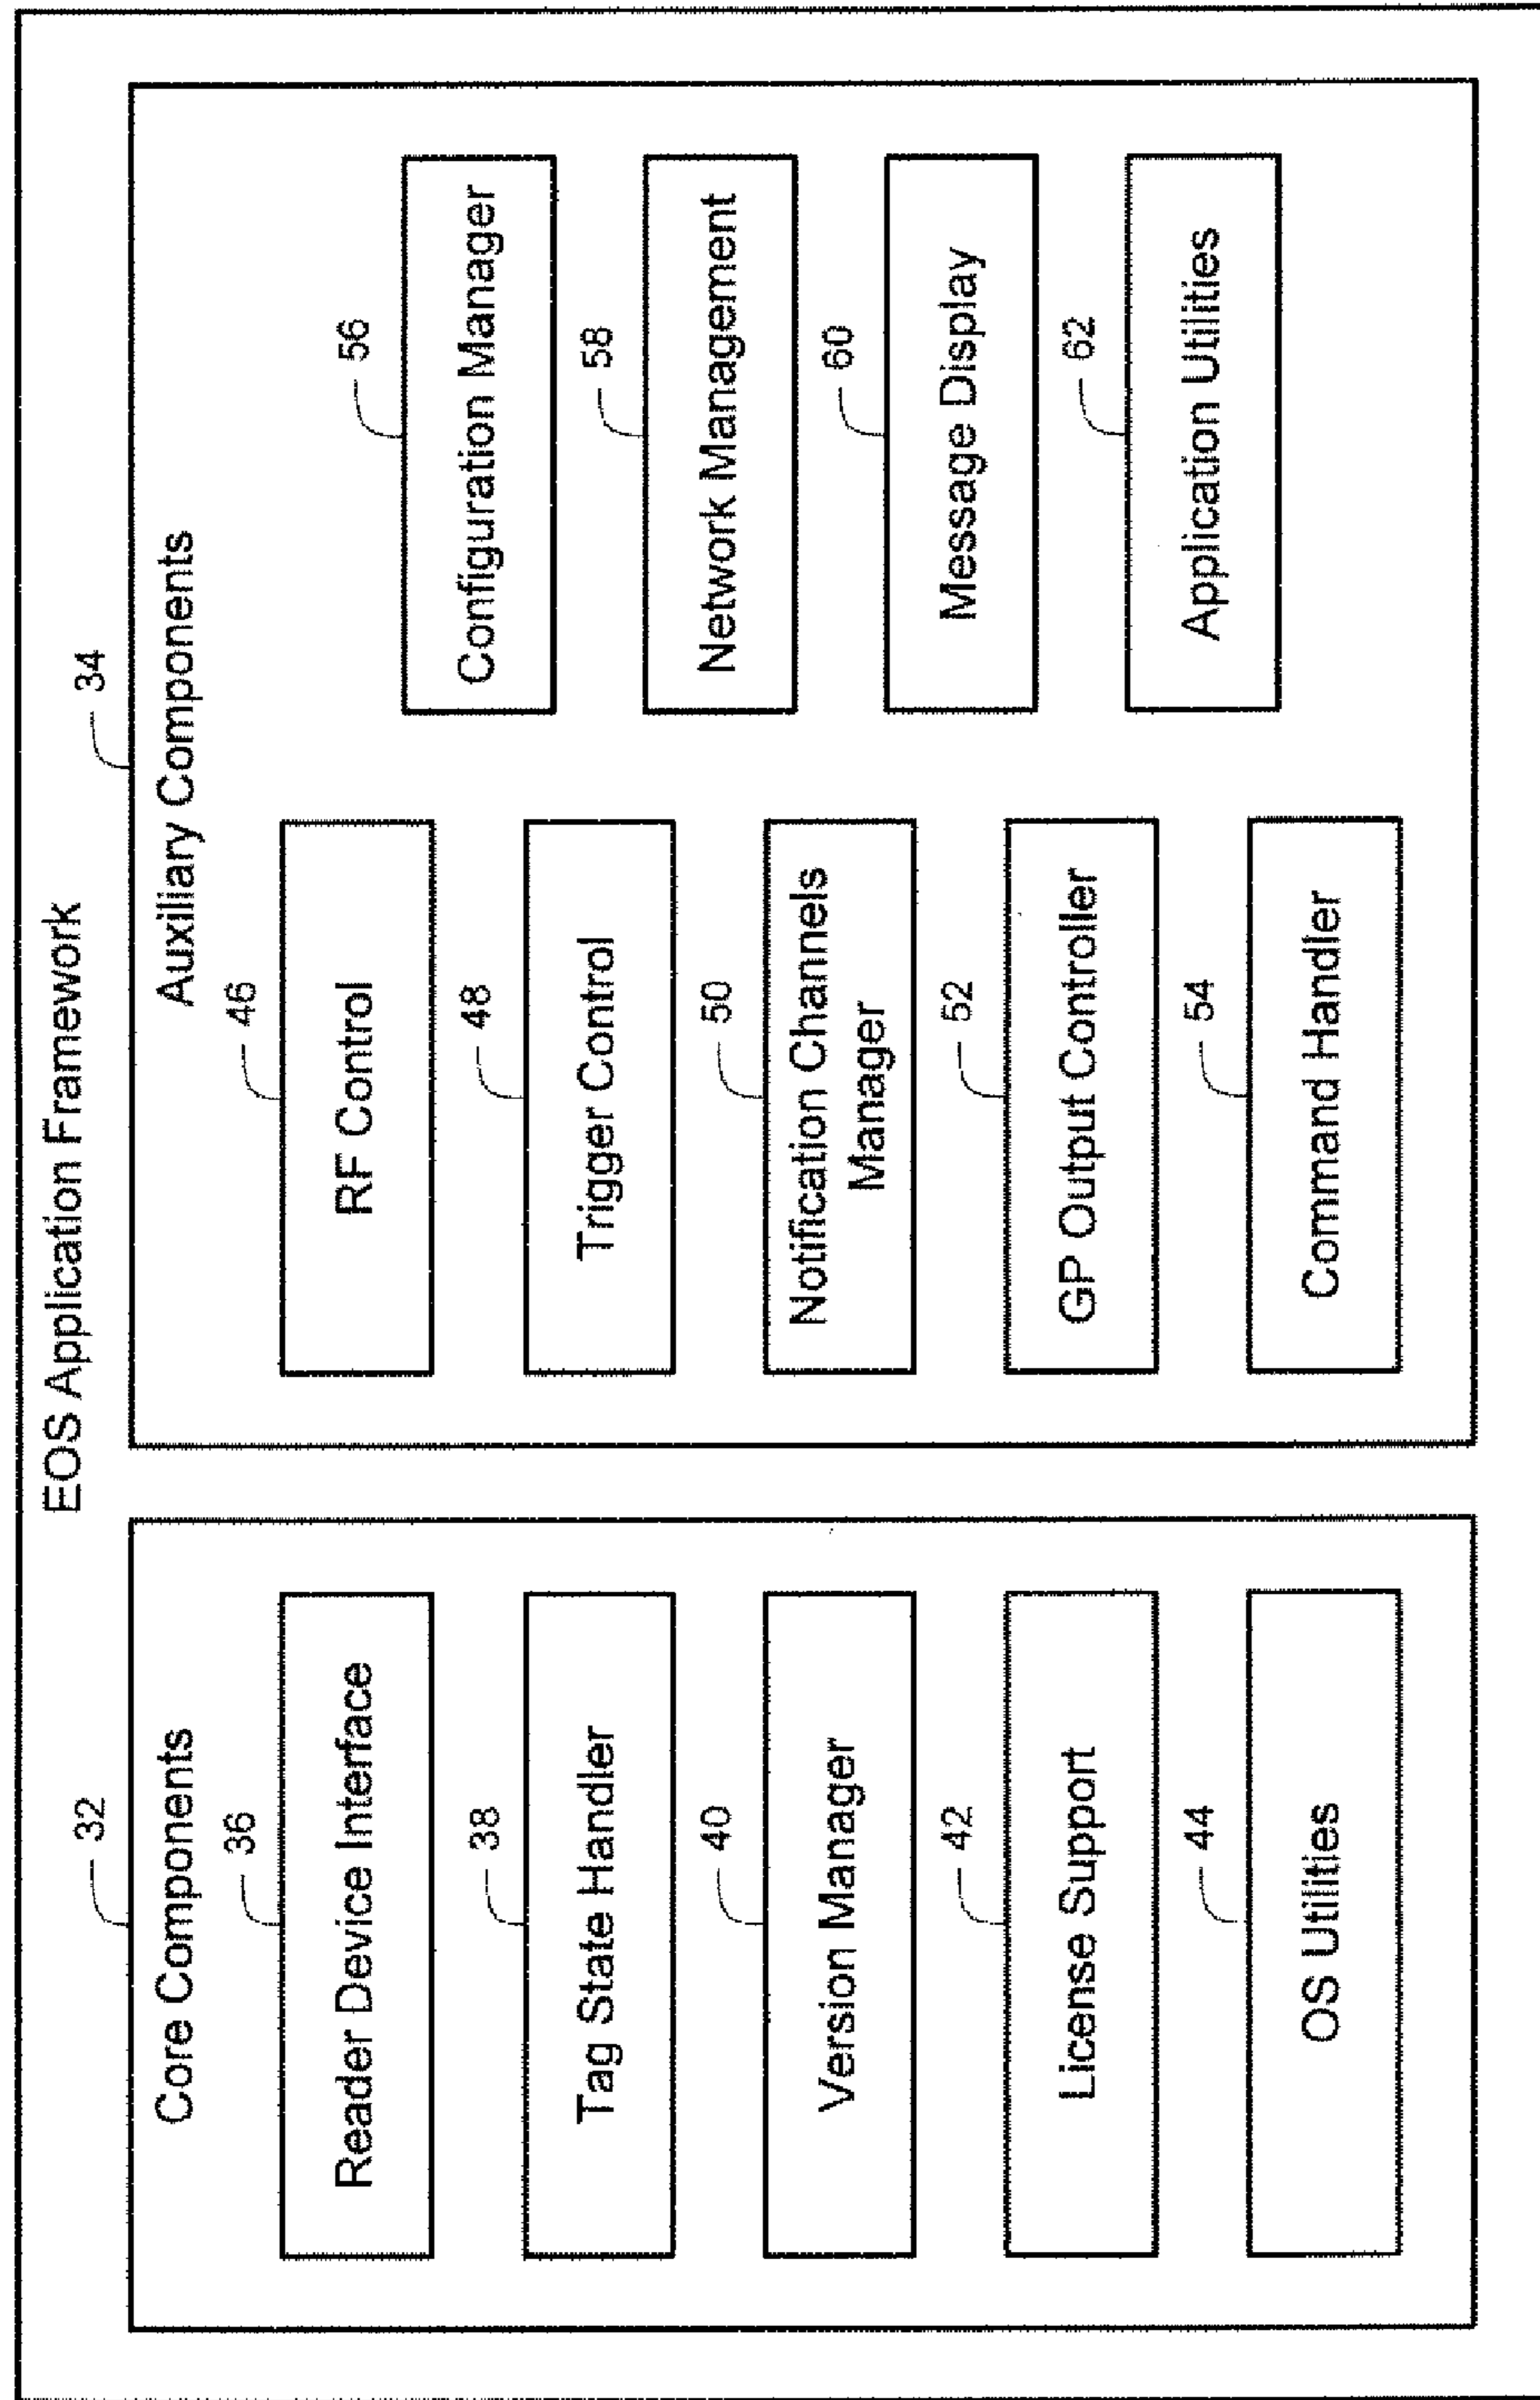 EOS Application Framework
32
Core Components
36
Reader Device Interface
38
Tag State Handler
40
Version Manager
42
License Support
44
OS Utilities
34
Auxiliary Components
46
RF Control
48
Trigger Control
50
Notification Channels
Manager
52
GP Output Controller
54
Command Handler
56
Configuration Manager
58
Network Management
60
Message Display
62
Application Utilities